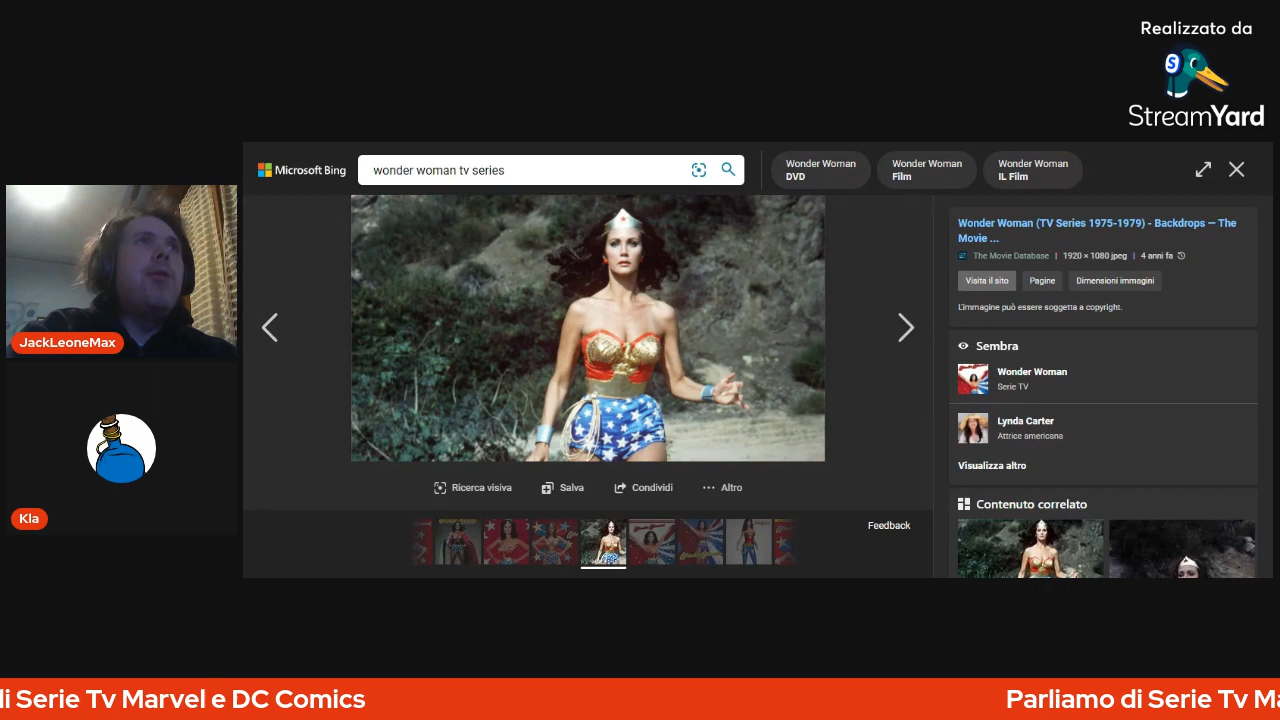 Realizzato da
S
StreamYard
Microsoft Bing
wonder woman tv series
Wonder Woman
DVD
Wonder Woman
Film
Wonder Woman
IL Film
JackLeoneMax
Kla
Ricerca visiva
Salva
Condividi
Altro
Feedback
Wonder Woman (TV Series 1975-1979) - Backdrops — The
Movie ...
The Movie Database | 1920 × 1080 jpeg | 4 anni fa
Visita il sito
Pagine
Dimensioni immagini
L'immagine può essere soggetta a copyright.
Sembra
Wonder Woman
Serie TV
Lynda Carter
Attrice americana
Visualizza altro
Contenuto correlato
di Serie Tv Marvel e DC Comics
Parliamo di Serie Tv Ma